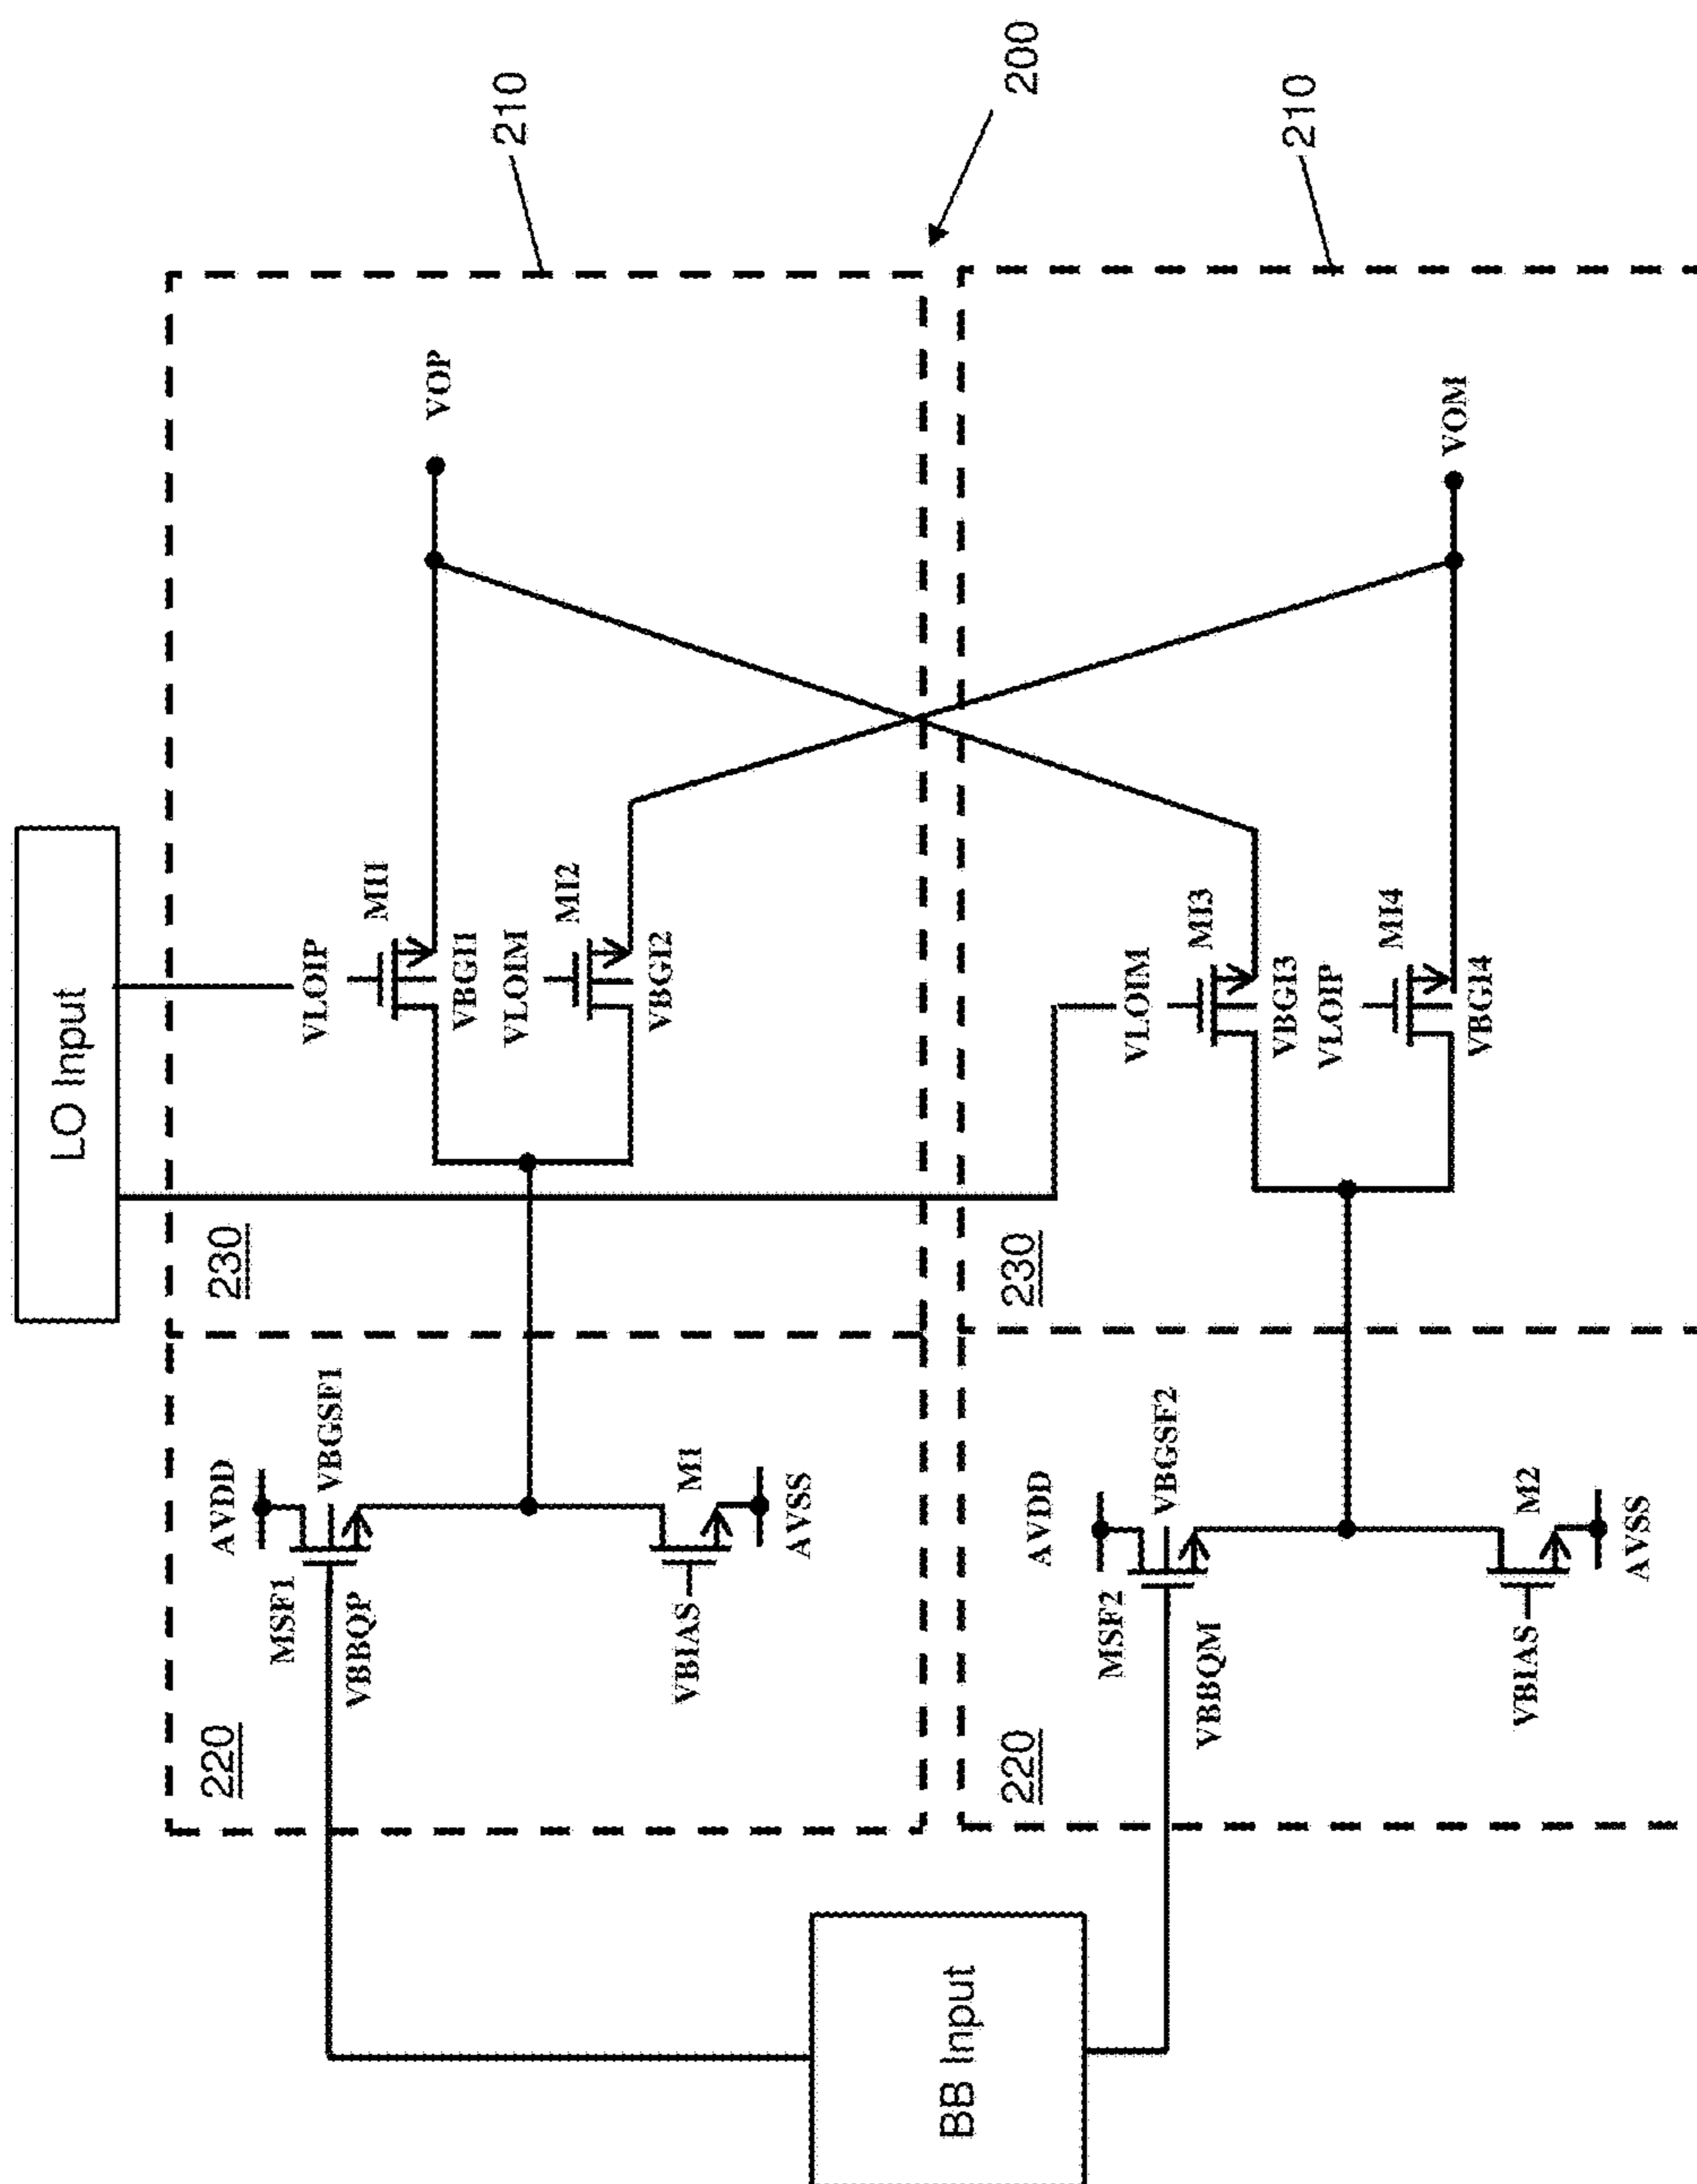 LO Input
210
VOP
MI1
VLOIP
VBGI1
MI2
VLOIM
VBGI2
230
AVDD
VBGSF1
MSF1
VBBQP
M1
VBIAS
AVSS
220
200
210
VOM
MI3
VLOIM
VBGI3
MI4
VLOIP
VBGI4
230
AVDD
VBGSF2
MSF2
VBBQM
M2
VBIAS
AVSS
220
BB Input